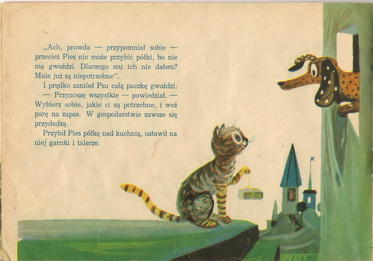 „Ach, prawda — przypomniał sobie —
przecież Pies nie może przybić półki, bo nie
ma gwoździ. Dlaczego mu ich nie dałem?
Mnie już są niepotrzebne”.
I prędko zaniósł Psu całą paczkę gwoździ.
— Przynoszę wszystkie — powiedział. —
Wybierz sobie, jakie ci są potrzebne, i weź
parę na zapas. W gospodarstwie zawsze się
przydadzą.
Przybił Pies półkę nad kuchnią, ustawił na
niej garnki i talerze.